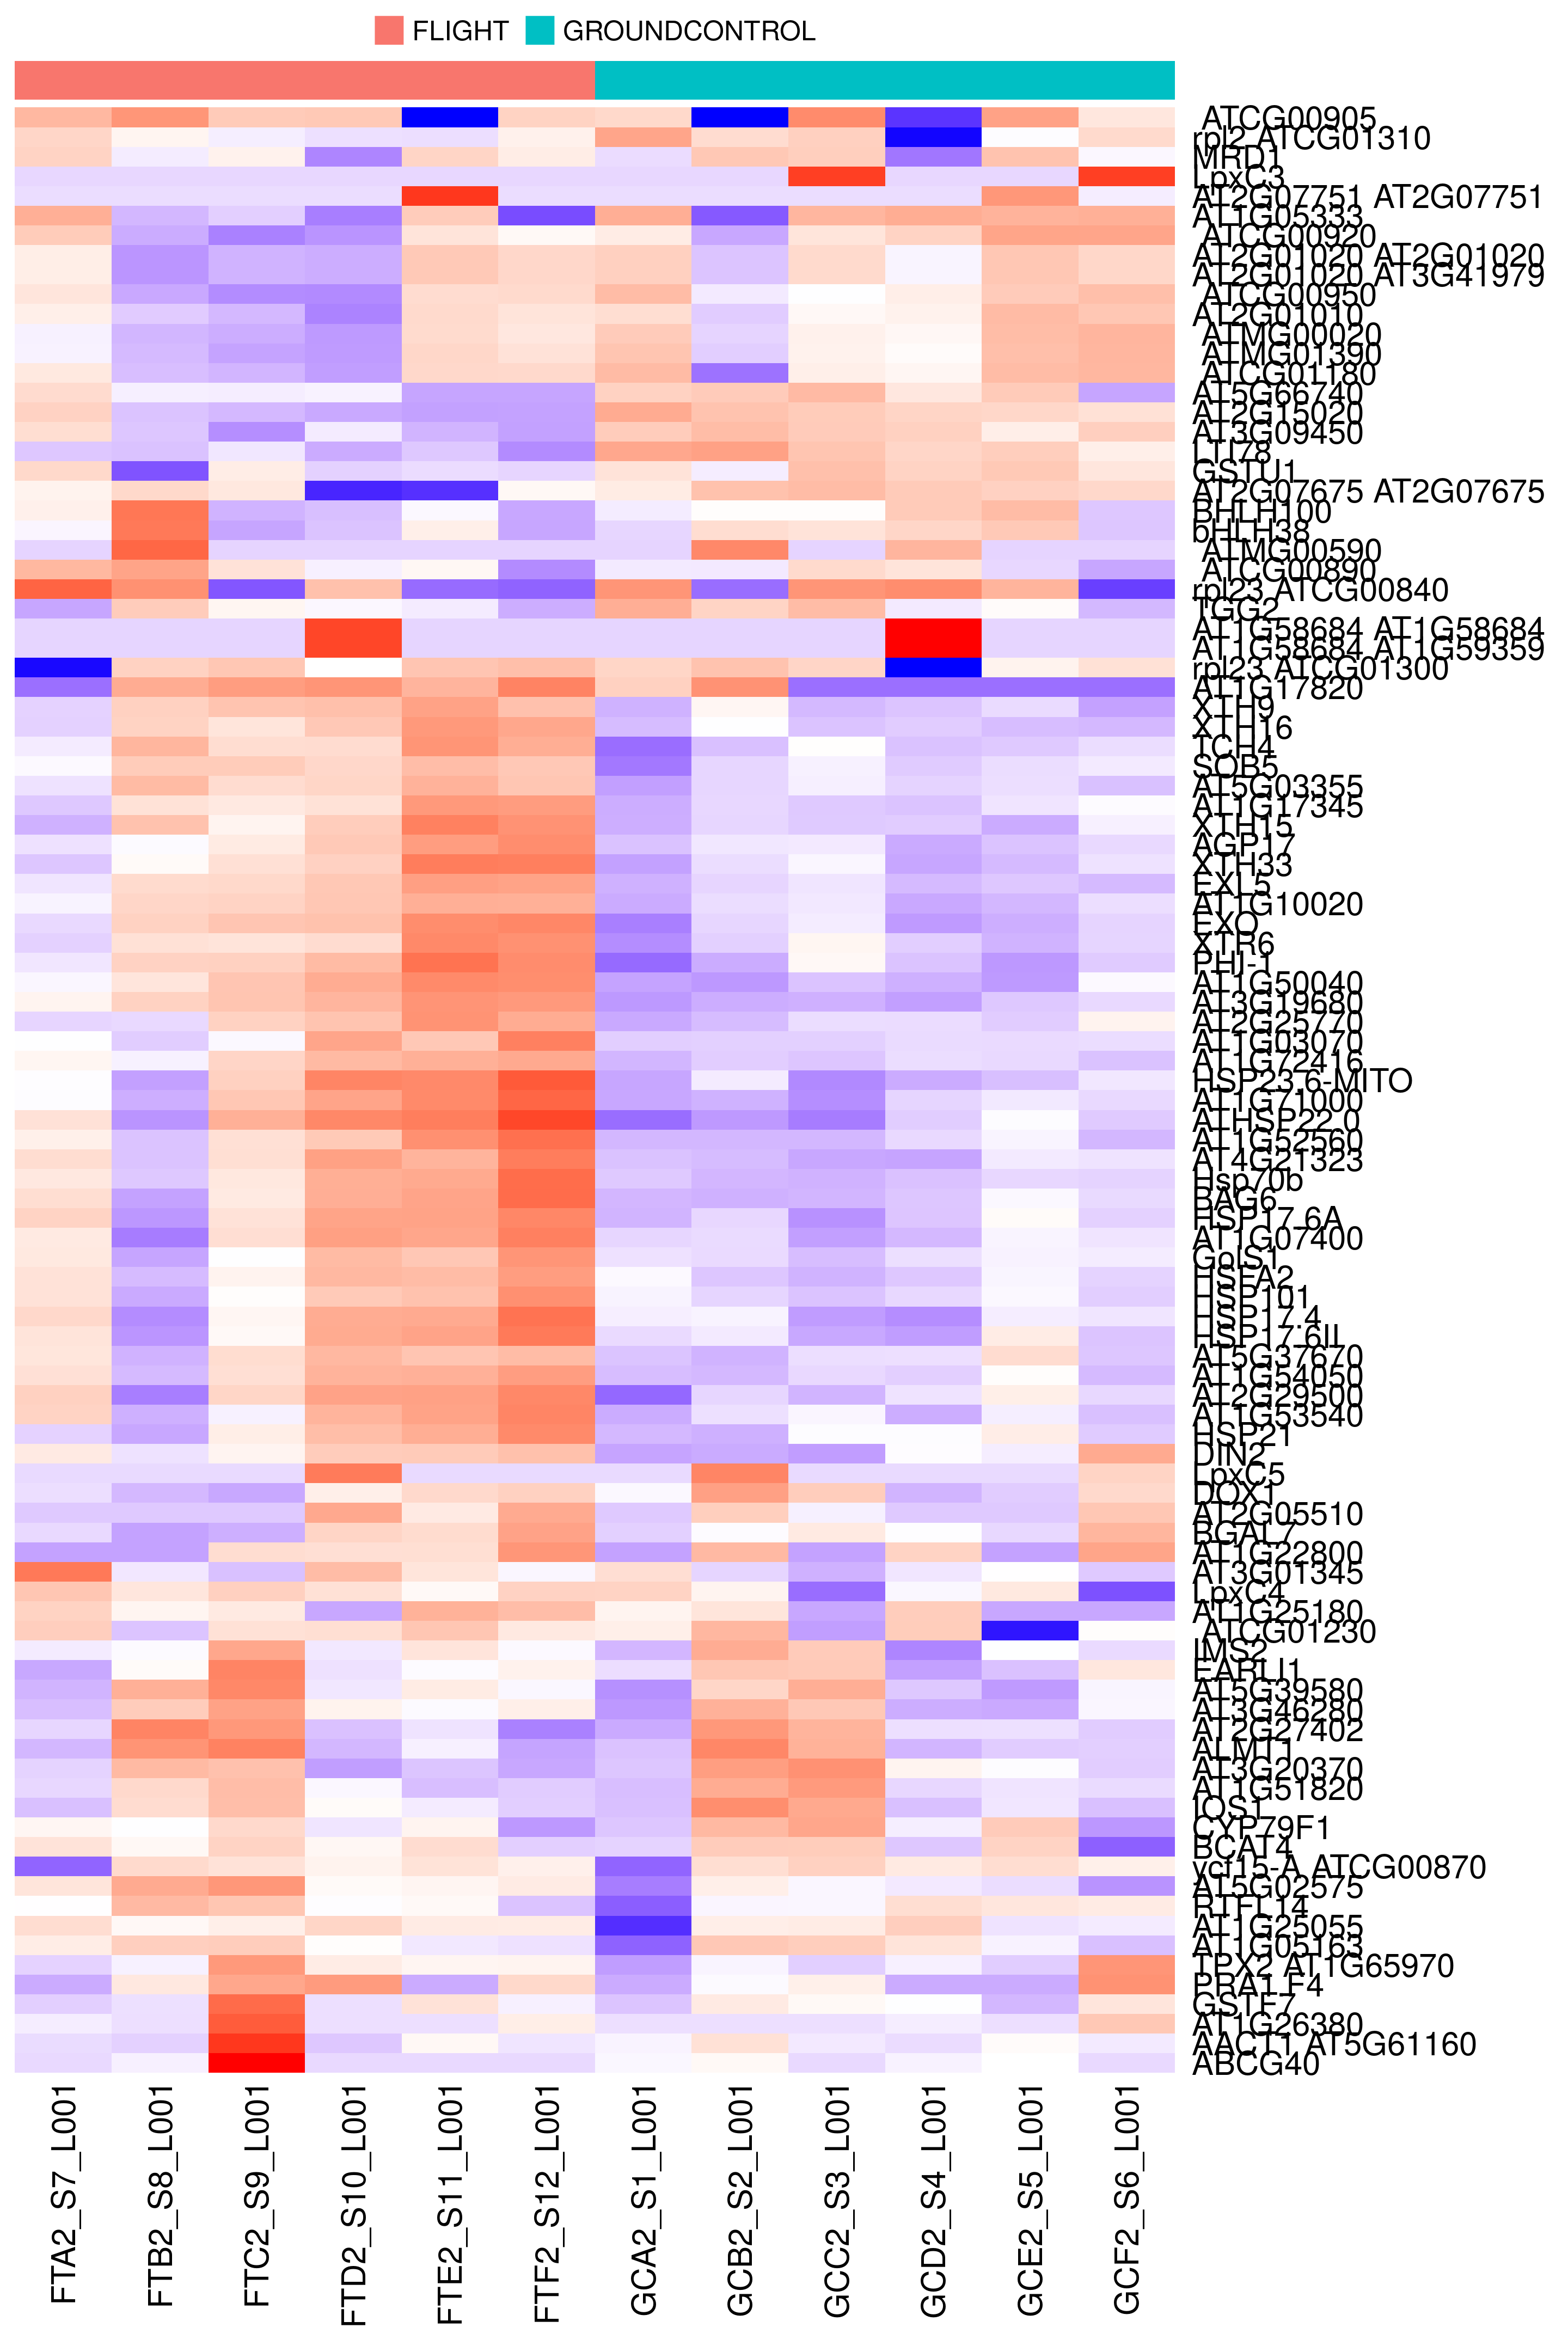 FLIGHT GROUNDCONTROL
ATCG00905
rpl2 ATCG01310
MRD1
LpxC3
AT2G07751 AT2G07751
AT1G05333
ATCG00920
AT2G01020 AT2G01020
AT2G01020 AT3G41979
ATCG00950
AT2G01010
ATMG00020
ATMG01390
ATCG01180
AT5G66740
AT2G15020
AT3G09450
LTI78
GSTU1
AT2G07675 AT2G07675
BHLH100
bHLH38
ATMG00590
ATCG00890
rpl23 ATCG00840
TGG2
AT1G58684 AT1G58684
AT1G58684 AT1G59359
rpl23 ATCG01300
AT1G17820
XTH9
XTH16
TCH4
SOB5
AT5G03355
AT1G17345
XTH15
AGP17
XTH33
EXL5
AT1G10020
EXO
XTR6
PHI-1
AT1G50040
AT3G19680
AT2G25770
AT1G03070
AT1G72416
HSP23.6-MITO
AT1G71000
ATHSP22.0
AT1G52560
AT4G21323
Hsp70b
BAG6
HSP17.6A
AT1G07400
GolS1
HSFA2
HSP101
HSP17.4
HSP17.6II
AT5G37670
AT1G54050
AT2G29500
AT1G53540
HSP21
DIN2
LpxC5
DOX1
AT2G05510
BGAL7
AT1G22800
AT3G01345
LpxC4
AT1G25180
ATCG01230
IMS2
EARLI1
AT5G39580
AT3G46280
AT2G27402
ALMT1
AT3G20370
AT1G51820
IOS1
CYP79F1
BCAT4
ycf15-A ATCG00870
AT5G02575
RTFL14
AT1G25055
AT1G05163
TPX2 AT1G65970
PRA1.F4
GSTF7
AT1G26380
AACT1 AT5G61160
ABCG40
FTA2_S7_L001
FTB2_S8_L001
FTC2_S9_L001
FTD2_S10_L001
FTE2_S11_L001
FTF2_S12_L001
GCA2_S1_L001
GCB2_S2_L001
GCC2_S3_L001
GCD2_S4_L001
GCE2_S5_L001
GCF2_S6_L001